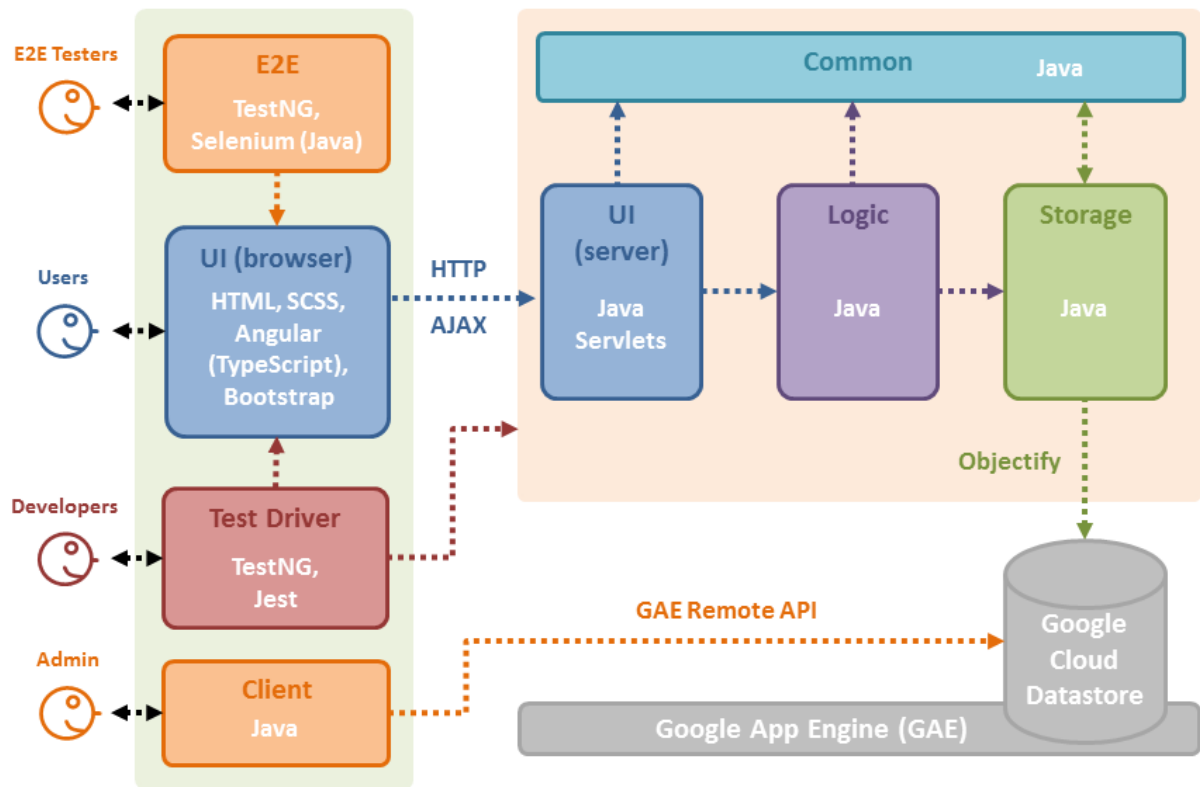 E2E Testers
E2E
TestNG,
Selenium (Java)
Users
UI (browser)
HTML, SCSS,
Angular
(TypeScript),
Bootstrap
HTTP
AJAX
Developers
Test Driver
TestNG,
Jest
Admin
Client
Java
Common
Java
UI
(server)
Java
Servlets
Logic
Java
Storage
Java
Objectify
GAE Remote API
Google
Cloud
Datastore
Google App Engine (GAE)